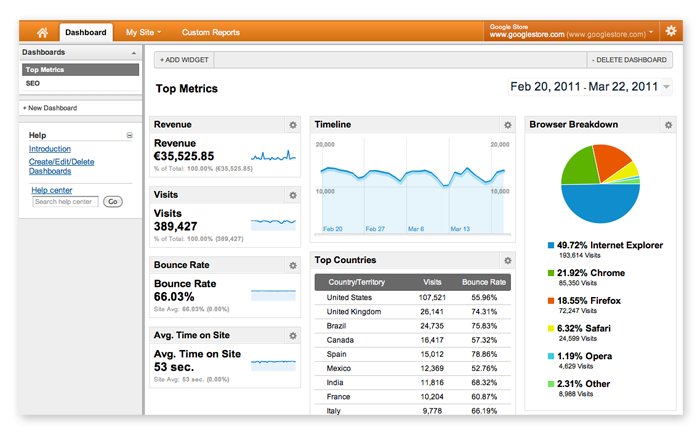 Dashboard
My Site
Custom Reports
Google Store
www.googlestore.com (www.googlestore.com)
Dashboards
Top Metrics
SEO
+ New Dashboard
Help
Introduction
Create/Edit/Delete
Dashboards
Help center
Search help center
Go
+ ADD WIDGET
- DELETE DASHBOARD
Top Metrics
Feb 20, 2011 - Mar 22, 2011
Revenue
Revenue
€35,525.85
% of Total: 100.00% (€35,525.85)
Visits
Visits
389,427
% of Total: 100.00% (389,427)
Bounce Rate
Bounce Rate
66.03%
Site Avg: 66.03% (0.00%)
Avg. Time on Site
Avg. Time on Site
53 sec.
Site Avg: 53 sec. (0.00%)
Timeline
20,000 20,000
10,000 10,000
Feb 20 Feb 27 Mar 6 Mar 13
Top Countries
Country/Territory Visits Bounce Rate
United States 107,521 55.96%
United Kingdom 26,141 74.31%
Brazil 24,735 75.83%
Canada 16,417 57.32%
Spain 15,012 78.86%
Mexico 12,369 52.76%
India 11,816 68.32%
France 10,204 60.87%
Italy 9,778 66.19%
Browser Breakdown
49.72% Internet Explorer
193,614 Visits
21.92% Chrome
85,350 Visits
18.55% Firefox
72,247 Visits
6.32% Safari
24,599 Visits
1.19% Opera
4,629 Visits
2.31% Other
8,988 Visits